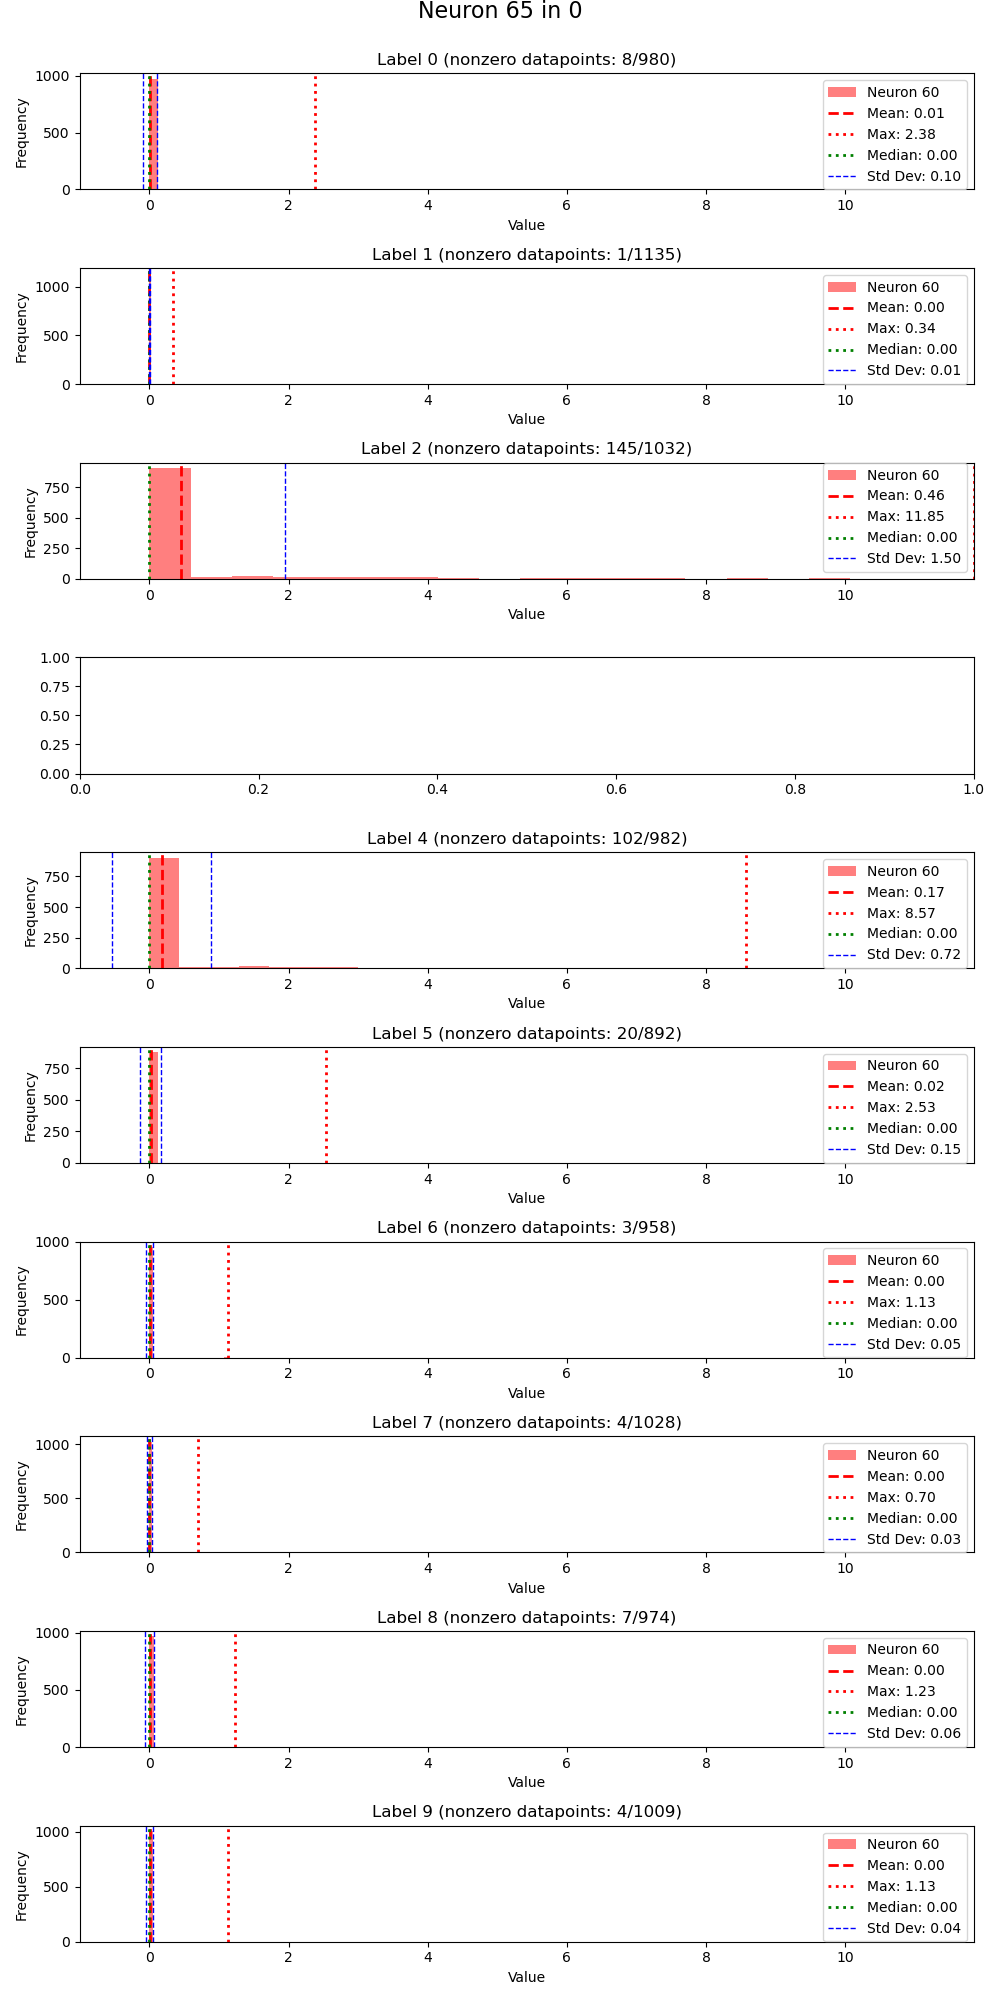 Neuron 65 in 0
Label 0 (nonzero datapoints: 8/980)
Frequency
1000
500
0
Neuron 60
Mean: 0.01
Max: 2.38
Median: 0.00
Std Dev: 0.10
0 2 4 6 8 10
Value
Label 1 (nonzero datapoints: 1/1135)
Frequency
1000
500
0
Neuron 60
Mean: 0.00
Max: 0.34
Median: 0.00
Std Dev: 0.01
0 2 4 6 8 10
Value
Label 2 (nonzero datapoints: 145/1032)
Frequency
750
500
250
0
Neuron 60
Mean: 0.46
Max: 11.85
Median: 0.00
Std Dev: 1.50
0 2 4 6 8 10
Value
1.00
0.75
0.50
0.25
0.00
0.0 0.2 0.4 0.6 0.8 1.0
Label 4 (nonzero datapoints: 102/982)
Frequency
750
500
250
0
Neuron 60
Mean: 0.17
Max: 8.57
Median: 0.00
Std Dev: 0.72
0 2 4 6 8 10
Value
Label 5 (nonzero datapoints: 20/892)
Frequency
750
500
250
0
Neuron 60
Mean: 0.02
Max: 2.53
Median: 0.00
Std Dev: 0.15
0 2 4 6 8 10
Value
Label 6 (nonzero datapoints: 3/958)
Frequency
1000
500
0
Neuron 60
Mean: 0.00
Max: 1.13
Median: 0.00
Std Dev: 0.05
0 2 4 6 8 10
Value
Label 7 (nonzero datapoints: 4/1028)
Frequency
1000
500
0
Neuron 60
Mean: 0.00
Max: 0.70
Median: 0.00
Std Dev: 0.03
0 2 4 6 8 10
Value
Label 8 (nonzero datapoints: 7/974)
Frequency
1000
500
0
Neuron 60
Mean: 0.00
Max: 1.23
Median: 0.00
Std Dev: 0.06
0 2 4 6 8 10
Value
Label 9 (nonzero datapoints: 4/1009)
Frequency
1000
500
0
Neuron 60
Mean: 0.00
Max: 1.13
Median: 0.00
Std Dev: 0.04
0 2 4 6 8 10
Value